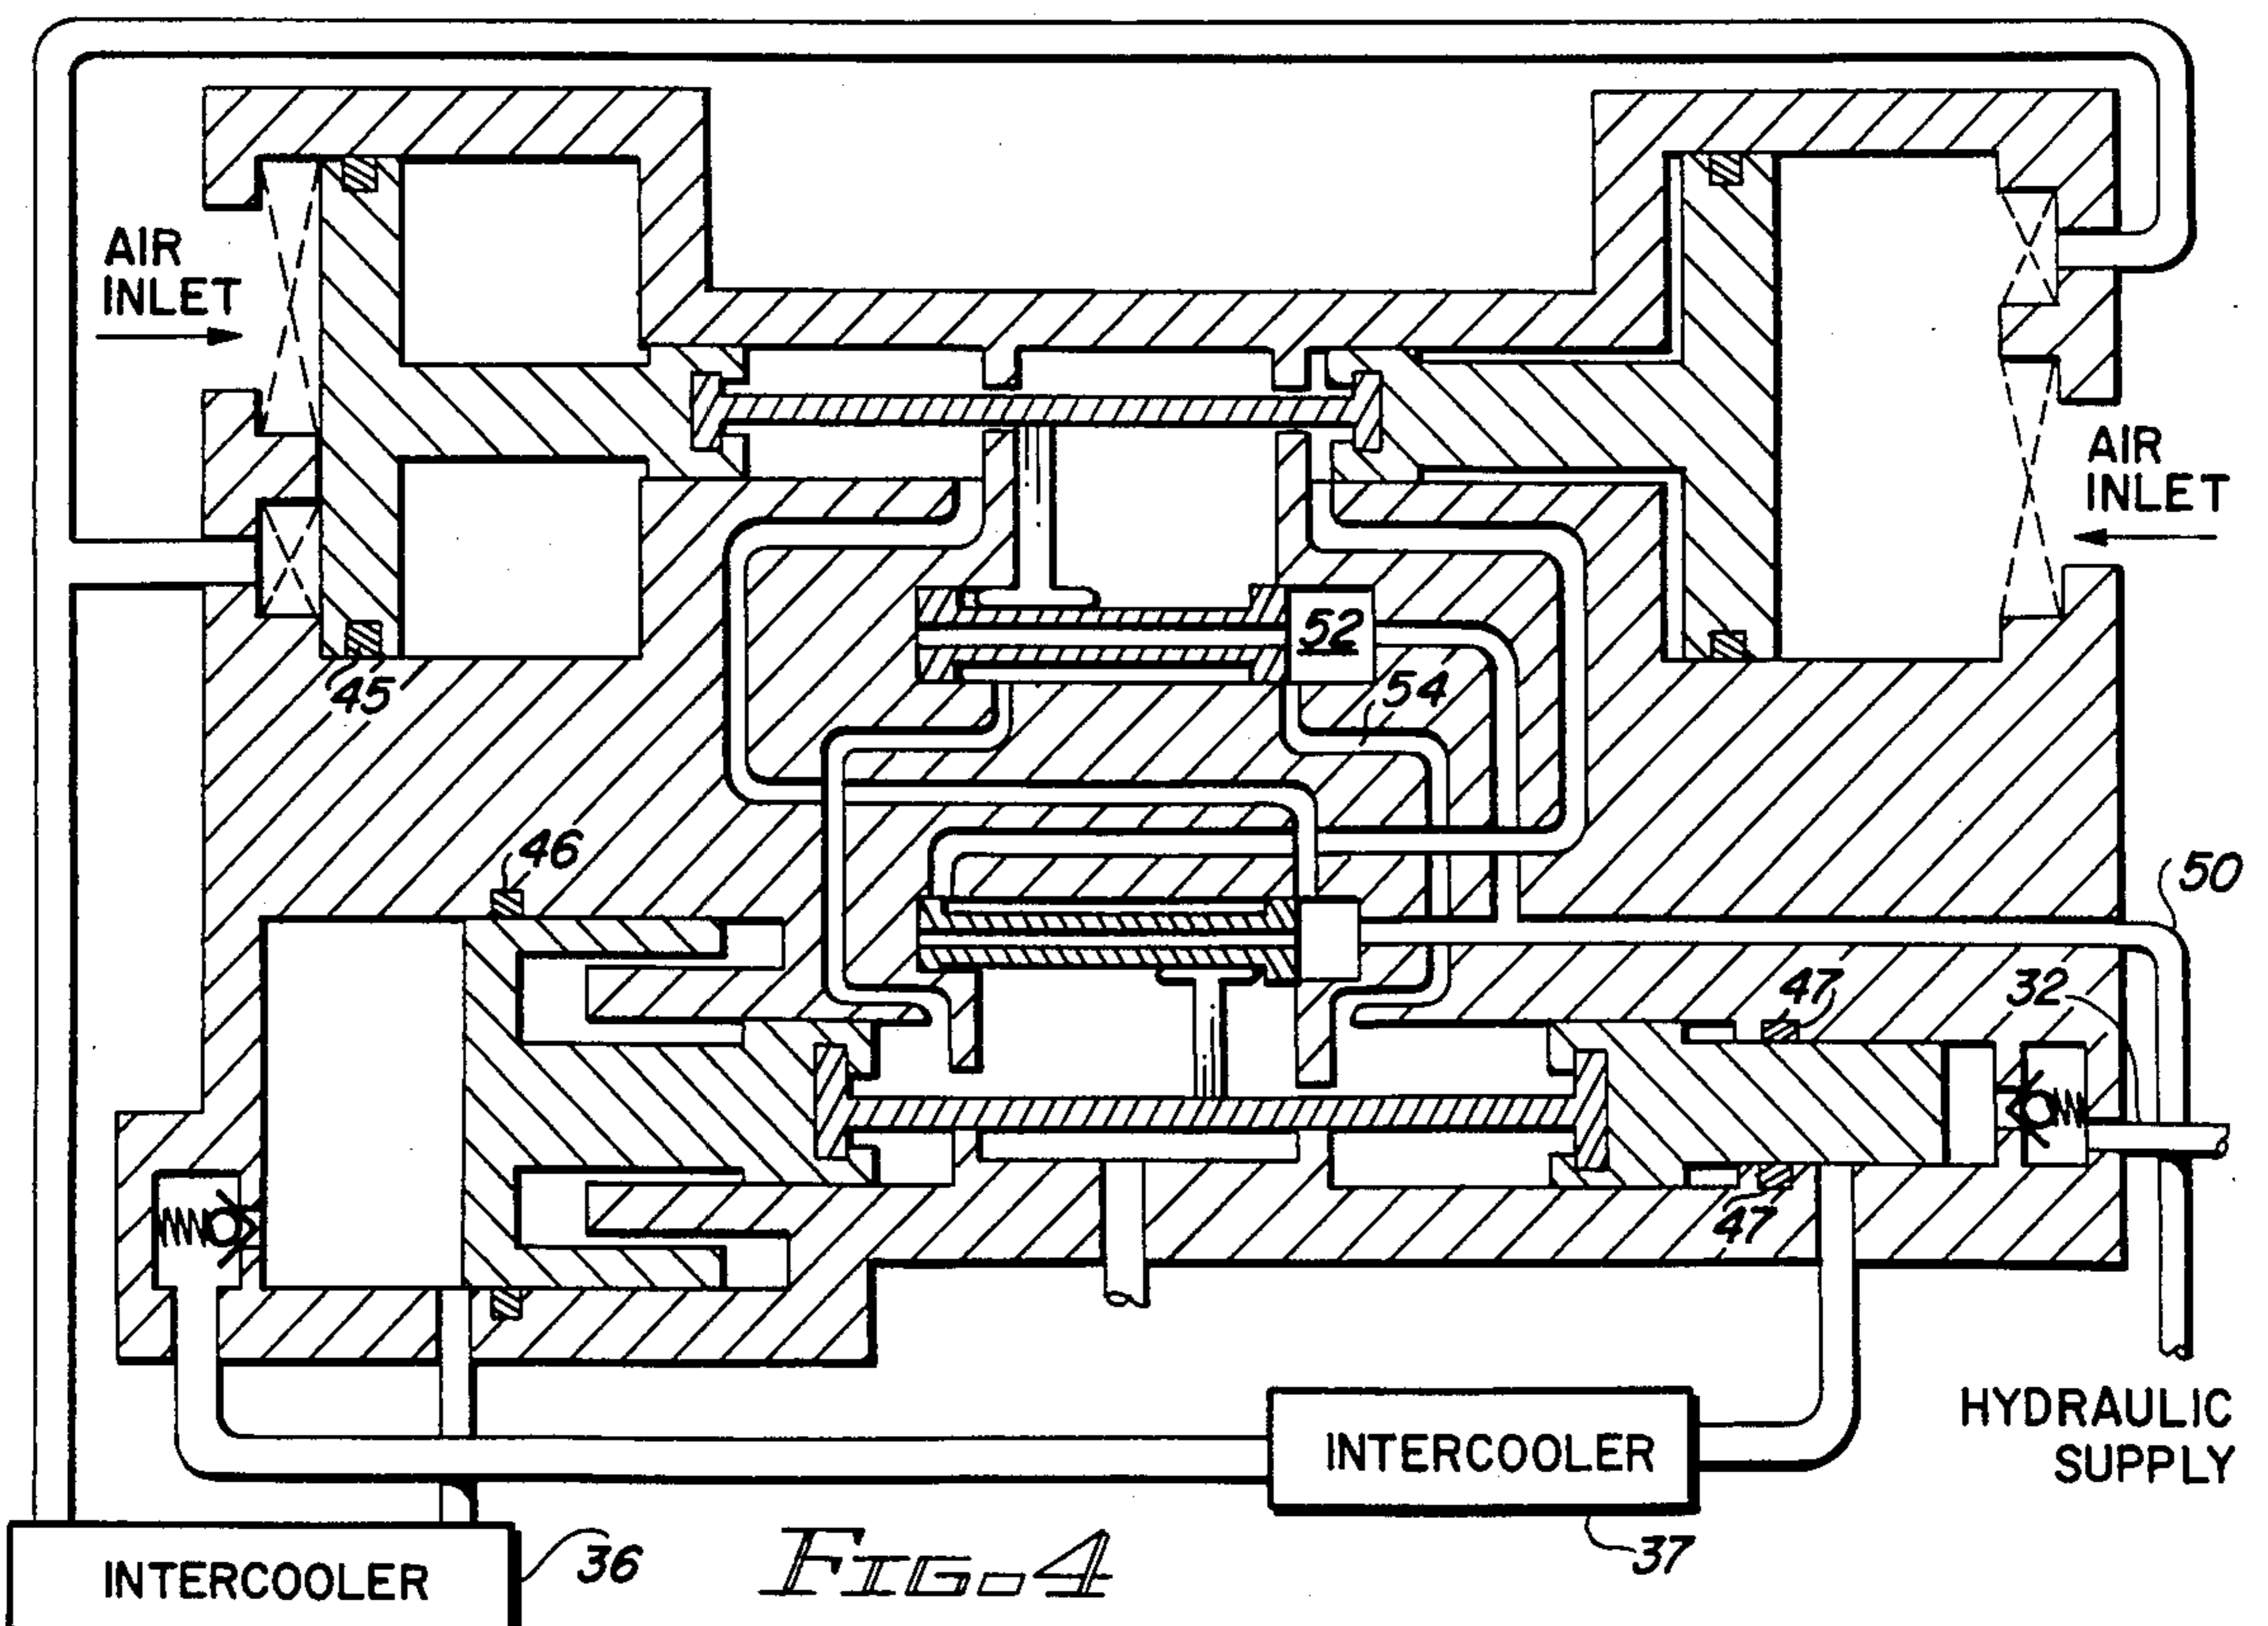 AIR
INLET
AIR
INLET
52
45
54
46
50
47
32
47
HYDRAULIC
SUPPLY
INTERCOOLER
37
INTERCOOLER
36
FIG. 4